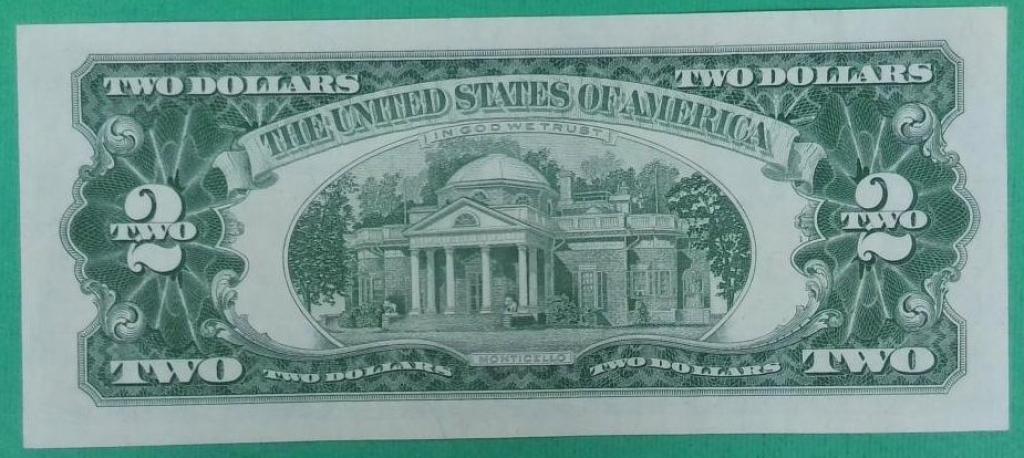 TWO DOLLARS
TWO DOLLARS
THE UNITED STATES OF AMERICA
IN GOD WE TRUST
2
TWO
2
TWO
MONTICELLO
TWO
TWO DOLLARS
TWO DOLLARS
TWO